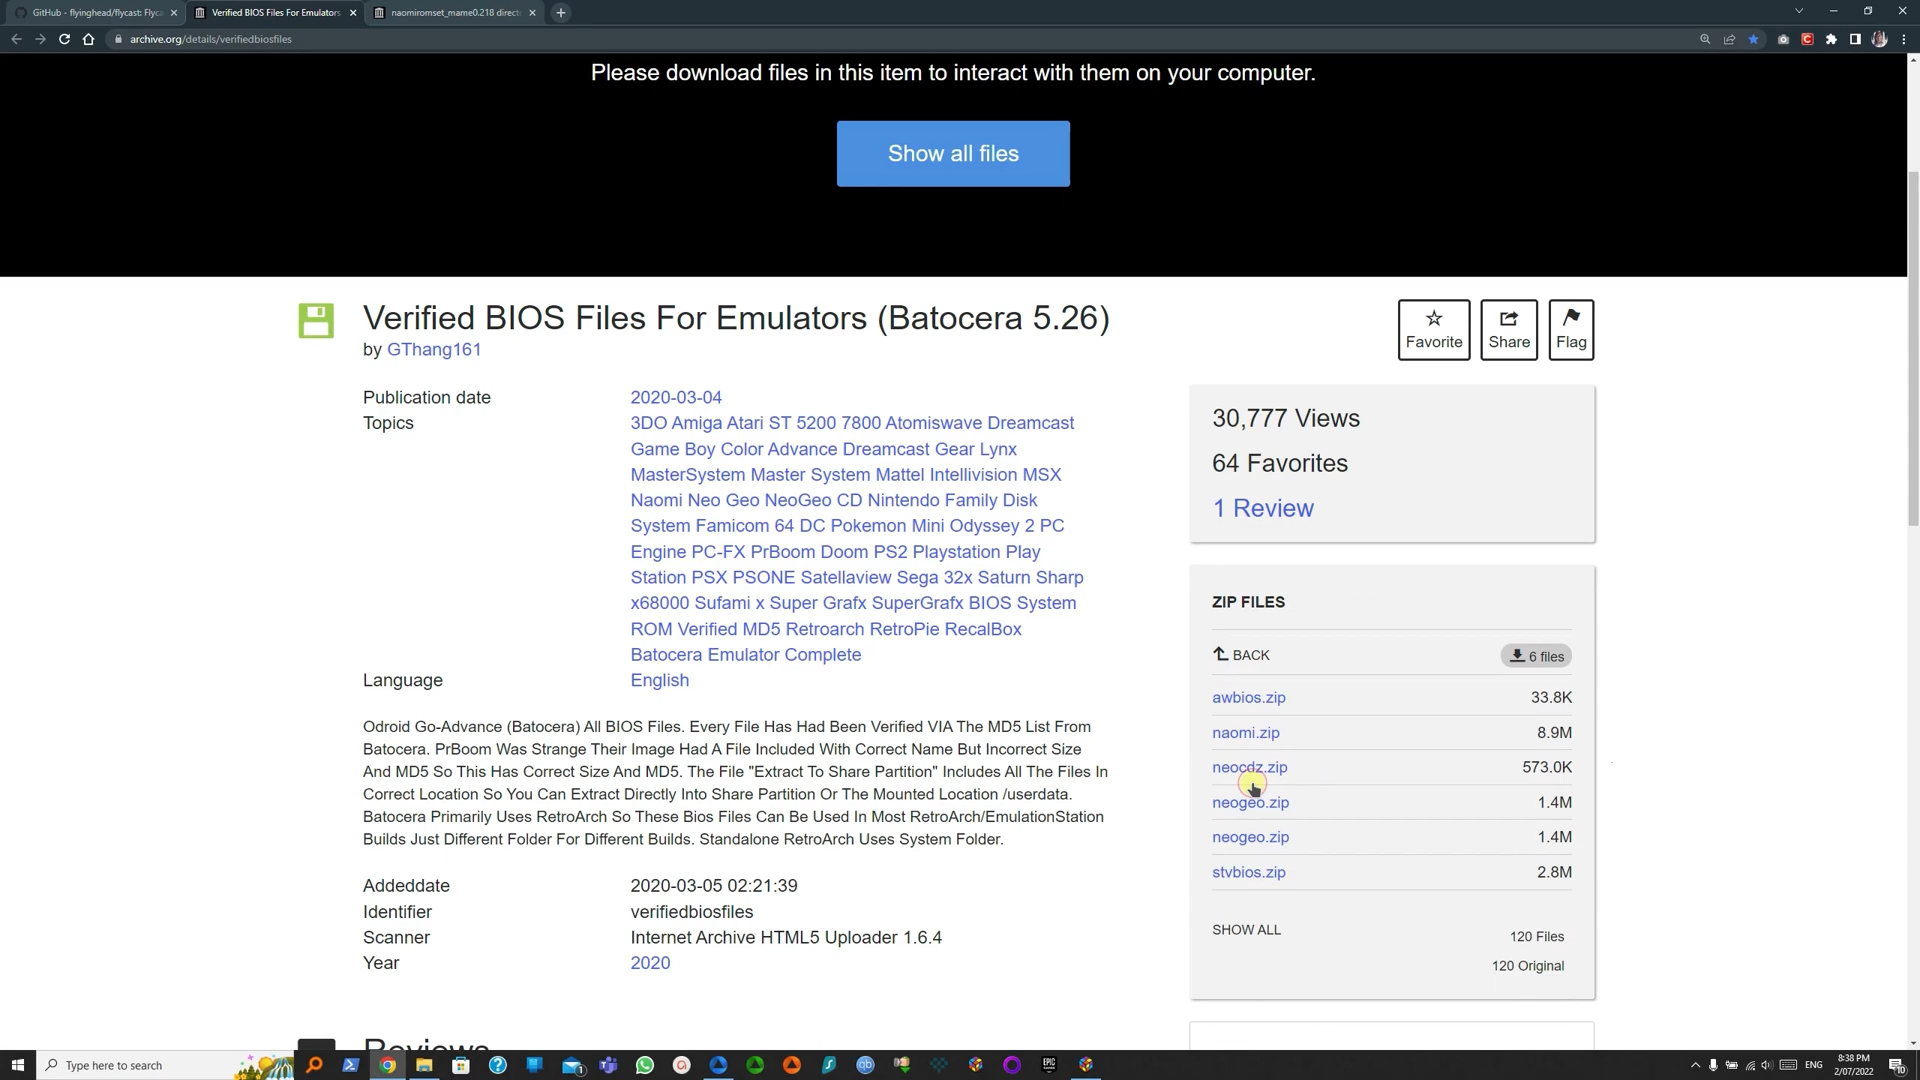 GitHub - flyinghead/flycast: Flyca
Verified BIOS Files For Emulators
naomiromset_mame0.218 direct
archive.org/details/verifiedbiosfiles
Please download files in this item to interact with them on your computer.
Show all files
Verified BIOS Files For Emulators (Batocera 5.26)
by GThang161
Favorite
Share
Flag
Publication date 2020-03-04
Topics 3DO Amiga Atari ST 5200 7800 Atomiswave Dreamcast
Game Boy Color Advance Dreamcast Gear Lynx
MasterSystem Master System Mattel Intellivision MSX
Naomi Neo Geo NeoGeo CD Nintendo Family Disk
System Famicom 64 DC Pokemon Mini Odyssey 2 PC
Engine PC-FX PrBoom Doom PS2 Playstation Play
Station PSX PSONE Satellaview Sega 32x Saturn Sharp
x68000 Sufami x Super Grafx SuperGrafx BIOS System
ROM Verified MD5 Retroarch RetroPie RecalBox
Batocera Emulator Complete
Language English
Odroid Go-Advance (Batocera) All BIOS Files. Every File Has Had Been Verified VIA The MD5 List From
Batocera. PrBoom Was Strange Their Image Had A File Included With Correct Name But Incorrect Size
And MD5 So This Has Correct Size And MD5. The File "Extract To Share Partition" Includes All The Files In
Correct Location So You Can Extract Directly Into Share Partition Or The Mounted Location /userdata.
Batocera Primarily Uses RetroArch So These Bios Files Can Be Used In Most RetroArch/EmulationStation
Builds Just Different Folder For Different Builds. Standalone RetroArch Uses System Folder.
Addeddate 2020-03-05 02:21:39
Identifier verifiedbiosfiles
Scanner Internet Archive HTML5 Uploader 1.6.4
Year 2020
Reviews
30,777 Views
64 Favorites
1 Review
ZIP FILES
BACK 6 files
awbios.zip 33.8K
naomi.zip 8.9M
neocdz.zip 573.0K
neogeo.zip 1.4M
neogeo.zip 1.4M
stvbios.zip 2.8M
SHOW ALL 120 Files
120 Original
Type here to search
ENG
8:38 PM
2/07/2022